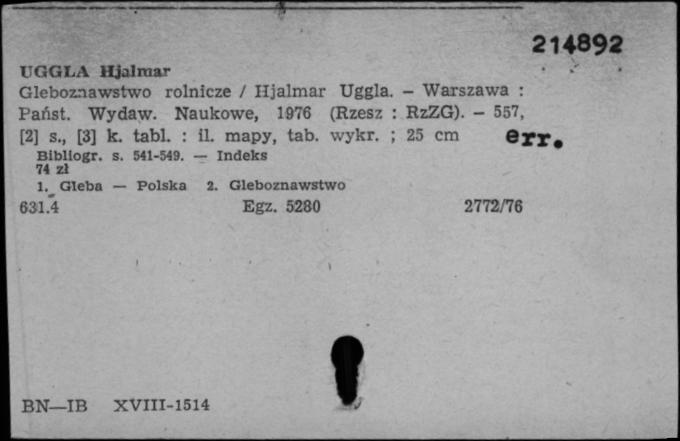 214892
UGGLA Hjalmar
Gleboznawstwo rolnicze / Hjalmar Uggla. – Warszawa :
Państ. Wydaw. Naukowe, 1976 (Rzesz : RzZG). – 557,
[2] s., [3] k. tabl. : il. mapy, tab. wykr. ; 25 cm
err.
Bibliogr. s. 541-549. — Indeks
74 zł
1. Gleba — Polska 2. Gleboznawstwo
631.4 Egz. 5280 2772/76
BN—IB XVIII-1514